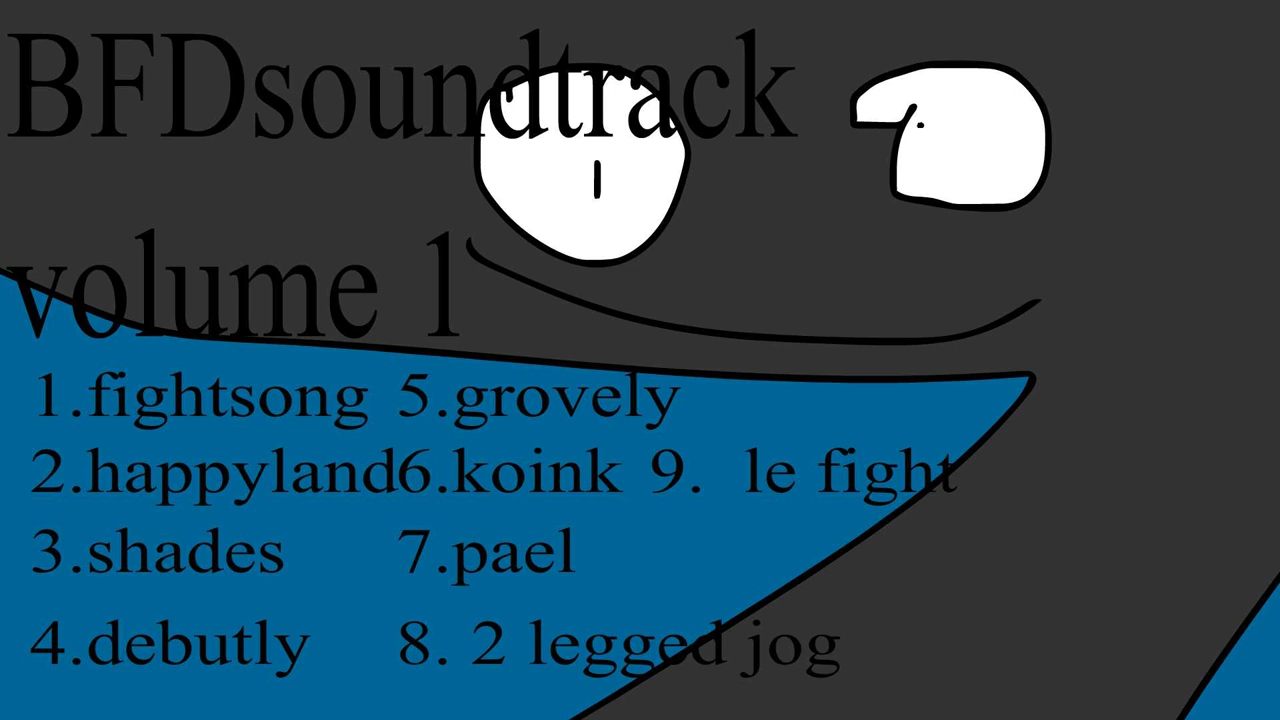 BFDsoundtrack
volume 1
1.fightsong 5.grovely
2.happyland6.koink 9. le fight
3.shades 7.pael
4.debutly 8. 2 legged jog